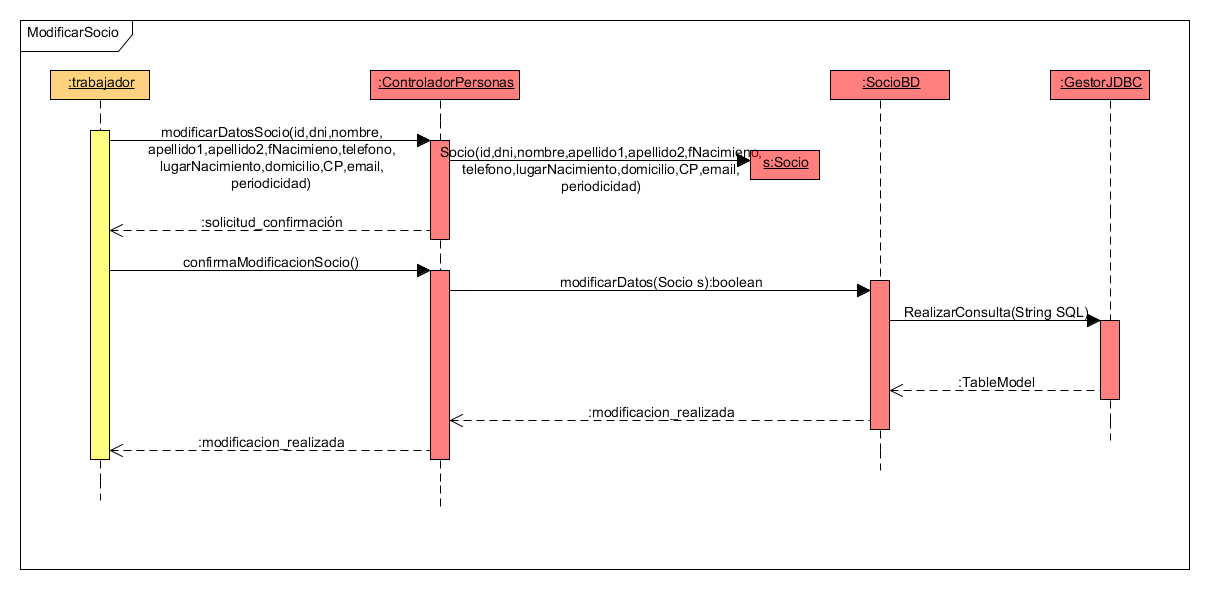 ModificarSocio
:trabajador
:ControladorPersonas
:SocioBD
:GestorJDBC
modificarDatosSocio(id,dni,nombre,
apellido1,apellido2,fNacimieno,telefono,
lugarNacimiento,domicilio,CP,email,
periodicidad)
Socio(id,dni,nombre,apellido1,apellido2,fNacimieno,
telefono,lugarNacimiento,domicilio,CP,email,
periodicidad)
s:Socio
:solicitud_confirmación
confirmaModificacionSocio()
modificarDatos(Socio s):boolean
RealizarConsulta(String SQL)
:TableModel
:modificacion_realizada
:modificacion_realizada